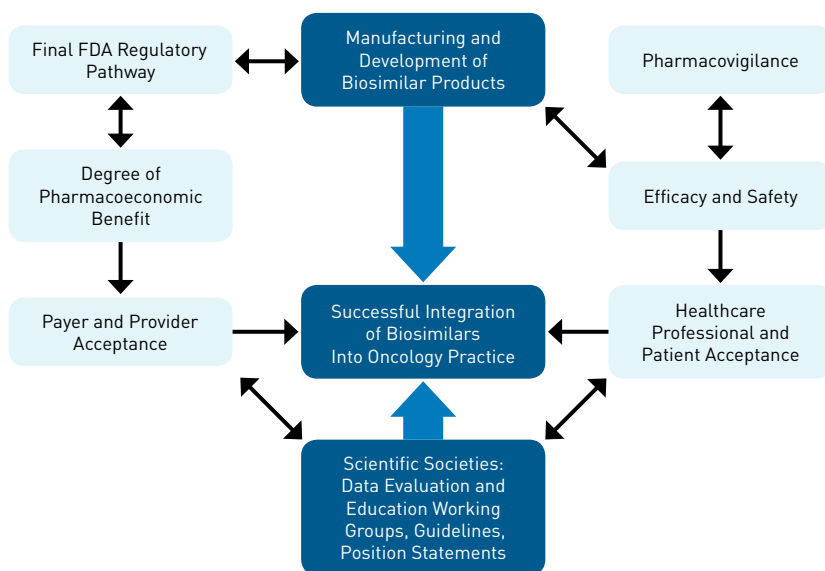 Final FDA Regulatory
Pathway
Manufacturing and
Development of
Biosimilar Products
Pharmacovigilance
Degree of
Pharmacoeconomic
Benefit
Efficacy and Safety
Payer and Provider
Acceptance
Successful Integration
of Biosimilars
Into Oncology Practice
Healthcare
Professional and
Patient Acceptance
Scientific Societies:
Data Evaluation and
Education Working
Groups, Guidelines,
Position Statements